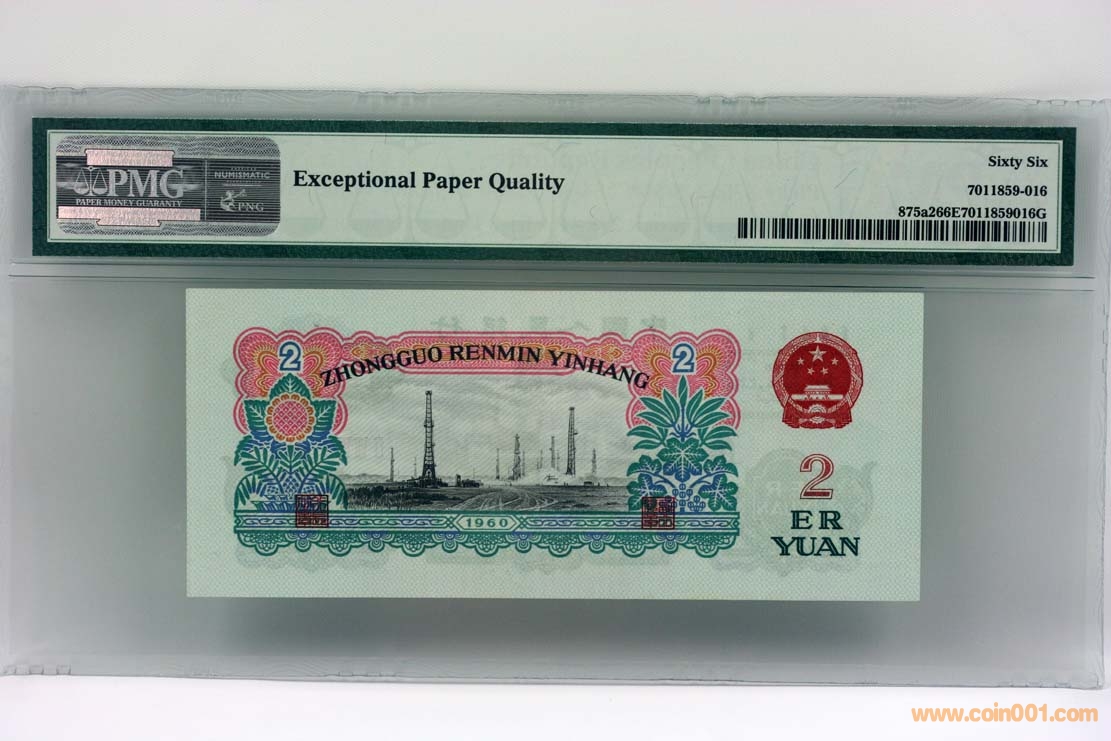 PMG
PAPER MONEY GUARANTY
NUMISMATIC
PNG
Exceptional Paper Quality
Sixty Six
7011859-016
875a266E7011859016G
2
2
ZHONGGUO RENMIN YINHANG
1960
2
ER
YUAN
www.coin001.com